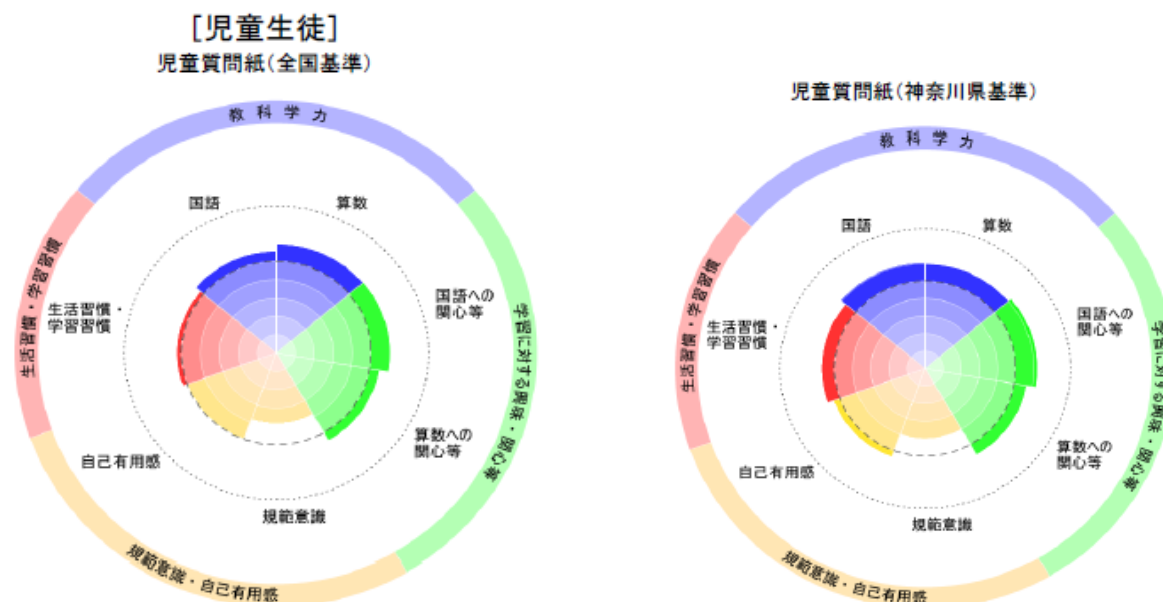 [児童生徒]
児童質問紙(全国基準)
教科学力
国語
算数
国語への
関心等
算数への
関心等
規範意識
自己有用感
生活習慣・
学習習慣
生活習慣・学習習慣
学習に対する興味・関心等
規範意識・自己有用感
児童質問紙(神奈川県基準)
教科学力
国語
算数
国語への
関心等
算数への
関心等
規範意識
自己有用感
生活習慣・
学習習慣
生活習慣・学習習慣
学習に対する興味・関心等
規範意識・自己有用感